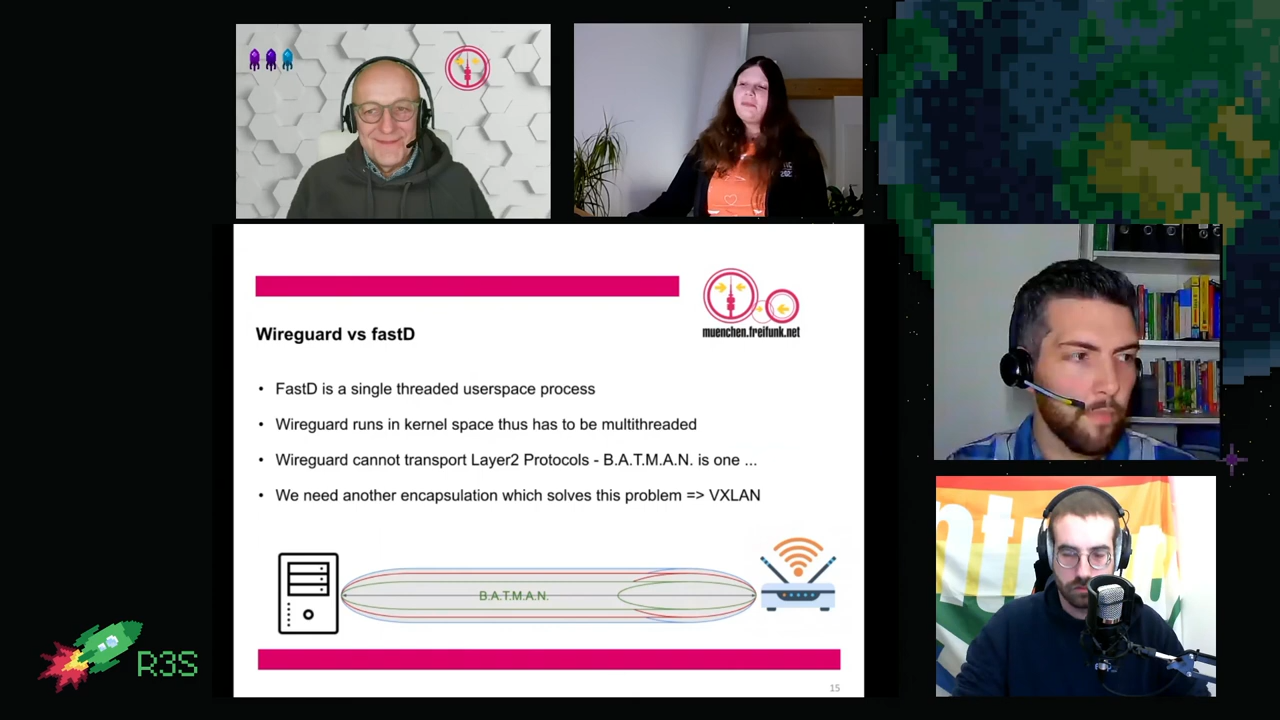 muenchen.freifunk.net
Wireguard vs fastD
• FastD is a single threaded userspace process
• Wireguard runs in kernel space thus has to be multithreaded
• Wireguard cannot transport Layer2 Protocols - B.A.T.M.A.N. is one ...
• We need another encapsulation which solves this problem => VXLAN
B.A.T.M.A.N.
15
R3S